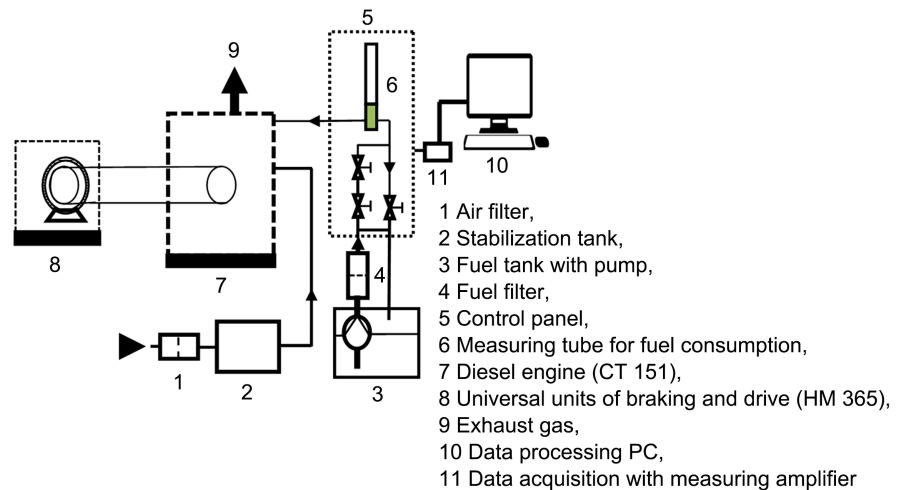 5
9
6
10
11
8
7
4
1
2
3
1 Air filter,
2 Stabilization tank,
3 Fuel tank with pump,
4 Fuel filter,
5 Control panel,
6 Measuring tube for fuel consumption,
7 Diesel engine (CT 151),
8 Universal units of braking and drive (HM 365),
9 Exhaust gas,
10 Data processing PC,
11 Data acquisition with measuring amplifier